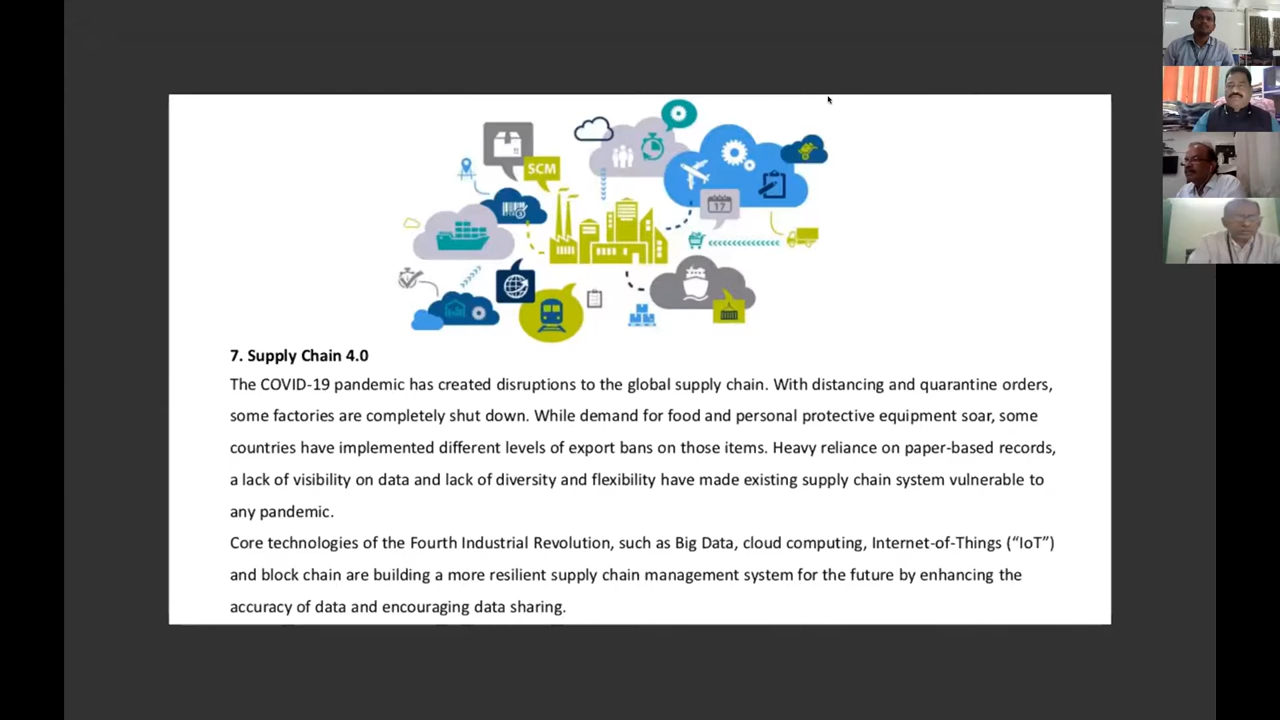 SCM
17
7. Supply Chain 4.0
The COVID-19 pandemic has created disruptions to the global supply chain. With distancing and quarantine orders,
some factories are completely shut down. While demand for food and personal protective equipment soar, some
countries have implemented different levels of export bans on those items. Heavy reliance on paper-based records,
a lack of visibility on data and lack of diversity and flexibility have made existing supply chain system vulnerable to
any pandemic.
Core technologies of the Fourth Industrial Revolution, such as Big Data, cloud computing, Internet-of-Things (“IoT”)
and block chain are building a more resilient supply chain management system for the future by enhancing the
accuracy of data and encouraging data sharing.